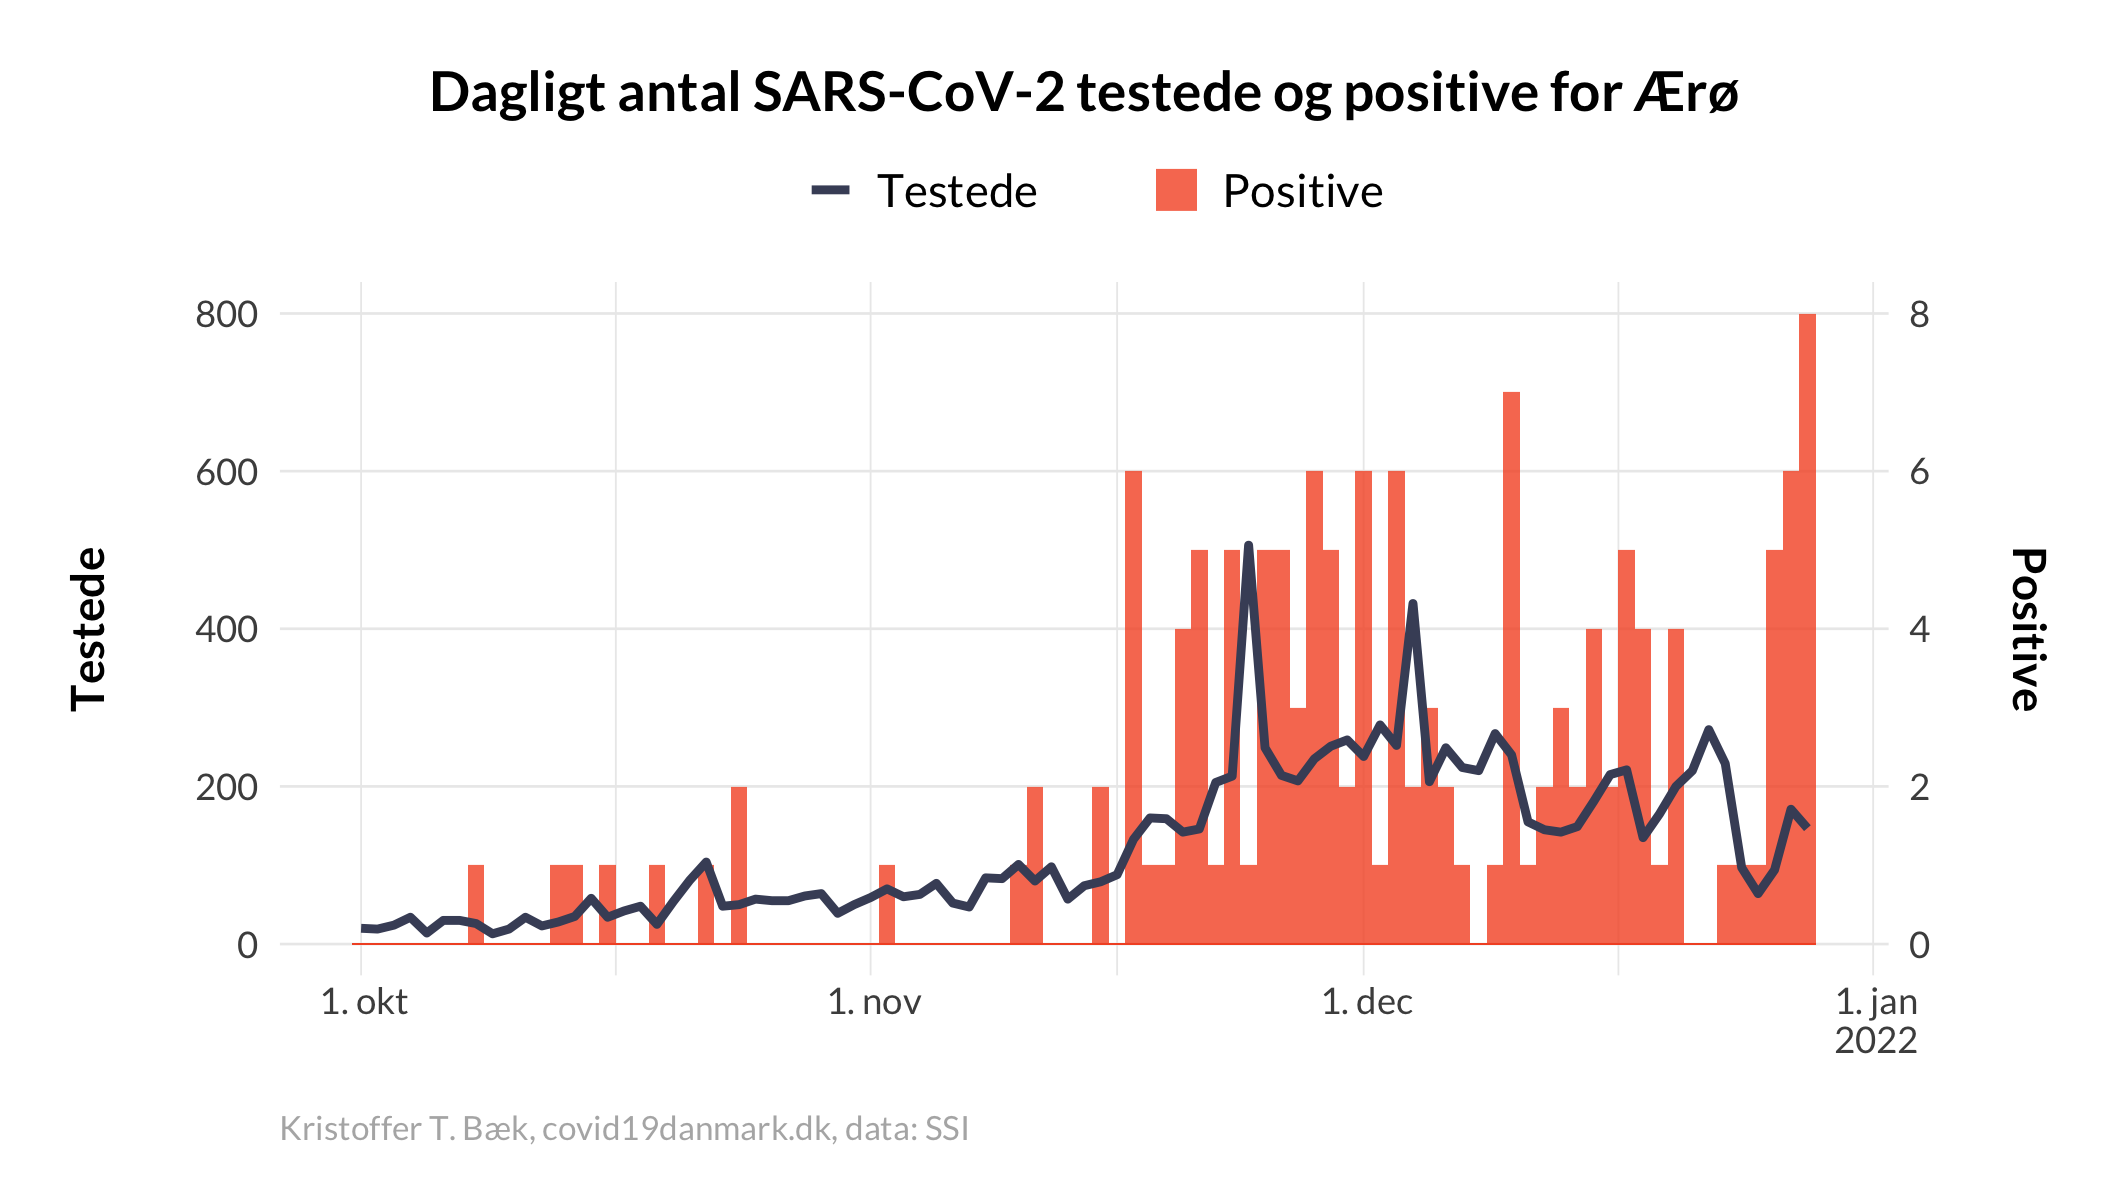 Dagligt antal SARS-CoV-2 testede og positive for Ærø
Testede
Positive
800
600
400
200
0
8
6
4
2
0
Testede
Positive
1. okt
1. nov
1. dec
1. jan
2022
Kristoffer T. Bæk, covid19danmark.dk, data: SSI